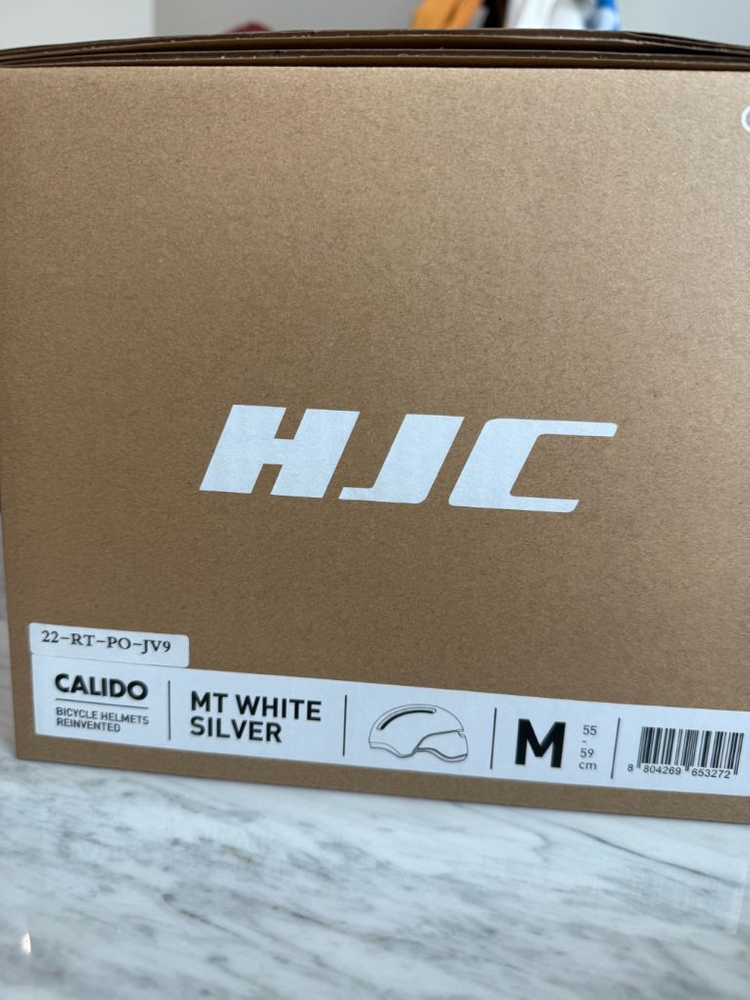 HJC
22-RT-PO-JV9
CALIDO
BICYCLE HELMETS
REINVENTED
MT WHITE
SILVER
M
55
-
59
cm
8 804269 653272